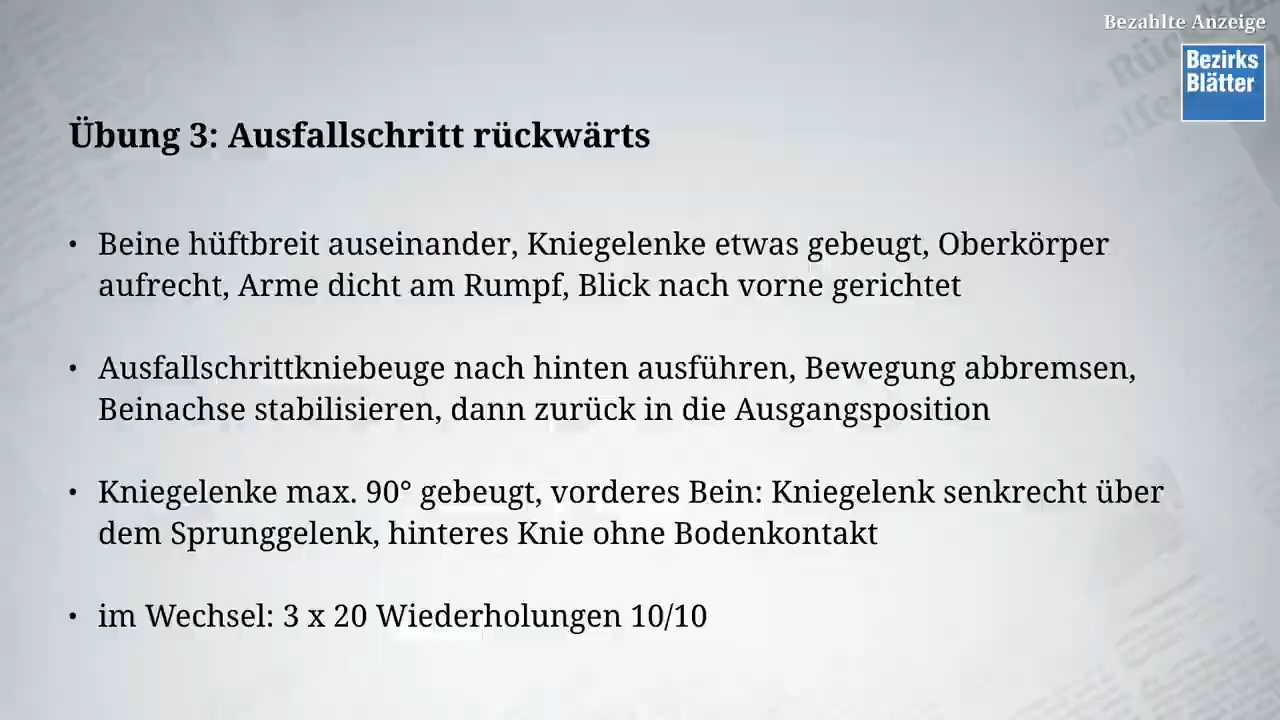 Bezahlte Anzeige
Bezirks
Blätter
Übung 3: Ausfallschritt rückwärts
• Beine hüftbreit auseinander, Kniegelenke etwas gebeugt, Oberkörper
aufrecht, Arme dicht am Rumpf, Blick nach vorne gerichtet
• Ausfallschrittkniebeuge nach hinten ausführen, Bewegung abbremsen,
Beinachse stabilisieren, dann zurück in die Ausgangsposition
• Kniegelenke max. 90° gebeugt, vorderes Bein: Kniegelenk senkrecht über
dem Sprunggelenk, hinteres Knie ohne Bodenkontakt
• im Wechsel: 3 x 20 Wiederholungen 10/10